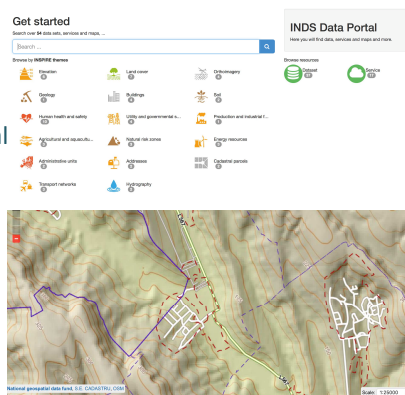 Get started
Search over 54 data sets, services and maps, ...
Search ...
Browse by INSPIRE themes
Elevation
Land cover
Orthoimagery
Geology
Buildings
Soil
Human health and safety
Utility and governmental s...
Production and industrial f...
Agricultural and aquacultu...
Natural risk zones
Energy resources
Administrative units
Addresses
Cadastral parcels
Transport networks
Hydrography
INDS Data Portal
Here you will find data, services and maps and more.
Browse resources
Dataset
Service
National geospatial data fund, S.E. CADASTRU, OSM
Scale: 1:25000